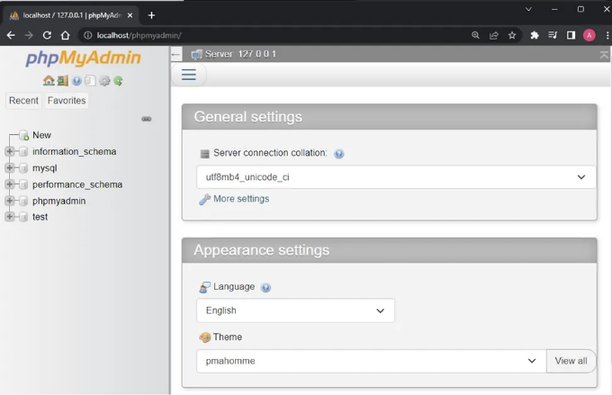 localhost / 127.0.0.1 | phpMyAdm
localhost/phpmyadmin/
A
phpMyAdmin
Recent
Favorites
New
information_schema
mysql
performance_schema
phpmyadmin
test
Server: 127.0.0.1
General settings
Server connection collation:
utf8mb4_unicode_ci
More settings
Appearance settings
Language
English
Theme
pmahomme
View all